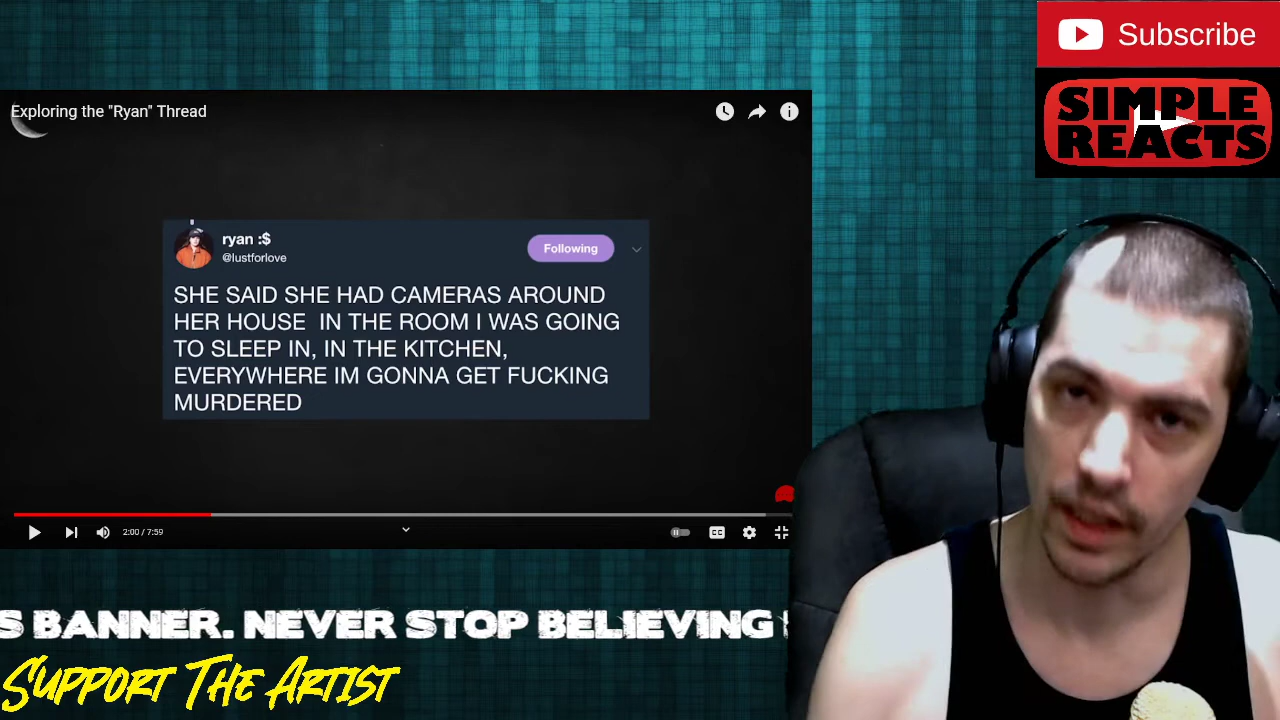 Subscribe
Exploring the "Ryan" Thread
SIMPLE
REACTS
ryan :$
Following
@lustforlove
SHE SAID SHE HAD CAMERAS AROUND
HER HOUSE IN THE ROOM I WAS GOING
TO SLEEP IN, IN THE KITCHEN,
EVERYWHERE IM GONNA GET FUCKING
MURDERED
2:00 / 7:59
CC
S BANNER. NEVER STOP BELIEVING
SUPPORT THE ARTIST